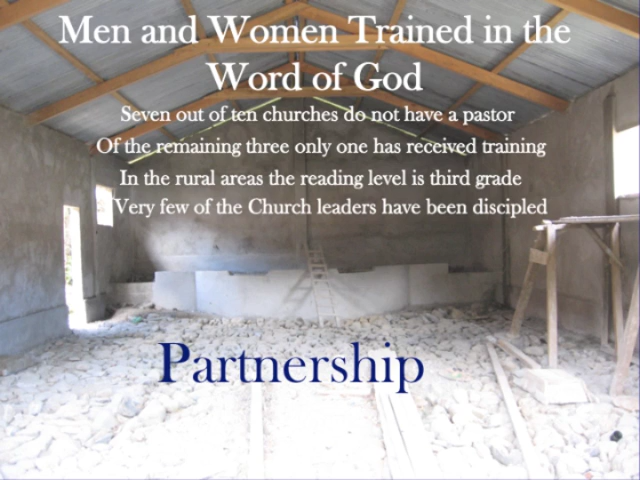 Men and Women Trained in the
Word of God
Seven out of ten churches do not have a pastor
Of the remaining three only one has received training
In the rural areas the reading level is third grade
Very few of the Church leaders have been discipled
Partnership